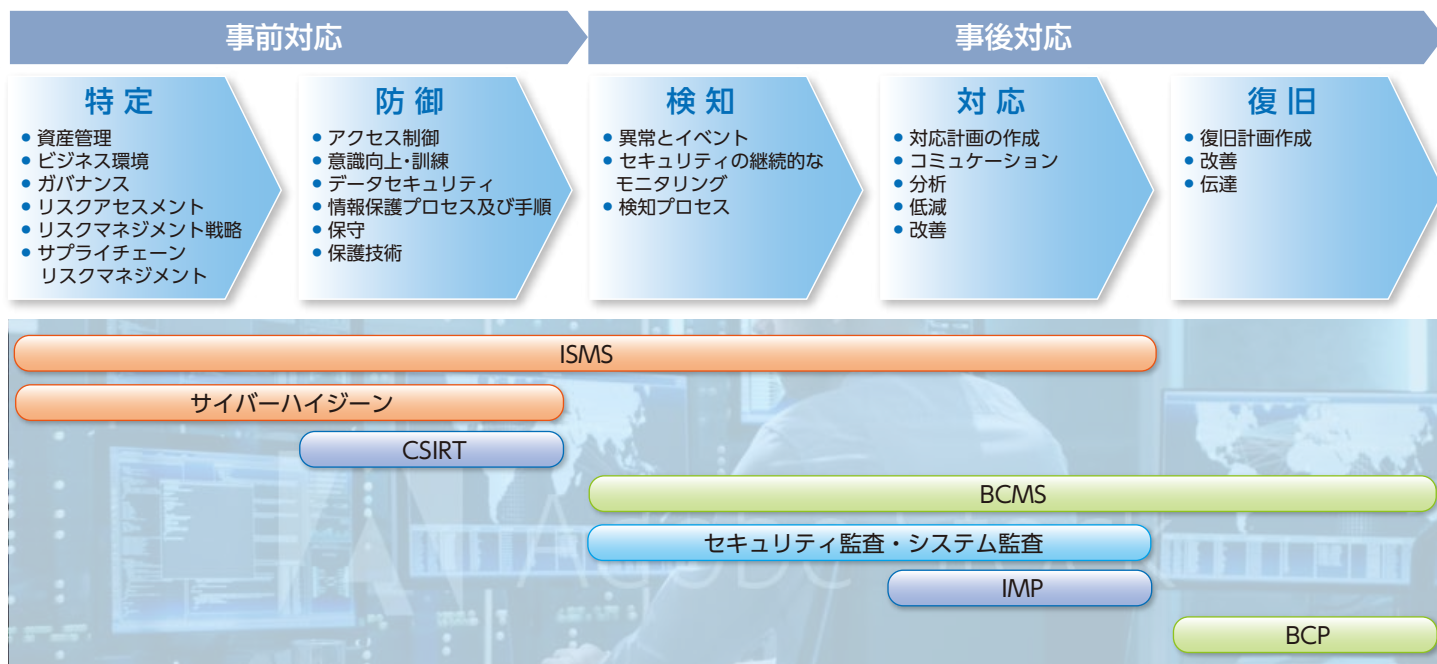 事前対応
事後対応
特定
• 資産管理
• ビジネス環境
• ガバナンス
• リスクアセスメント
• リスクマネジメント戦略
• サプライチェーン
リスクマネジメント
防御
• アクセス制御
• 意識向上・訓練
• データセキュリティ
• 情報保護プロセス及び手順
• 保守
• 保護技術
検知
• 異常とイベント
• セキュリティの継続的な
モニタリング
• 検知プロセス
対応
• 対応計画の作成
• コミュケーション
• 分析
• 低減
• 改善
復旧
• 復旧計画作成
• 改善
• 伝達
ISMS
サイバーハイジーン
CSIRT
BCMS
セキュリティ監査・システム監査
Adobe Stock
IMP
BCP